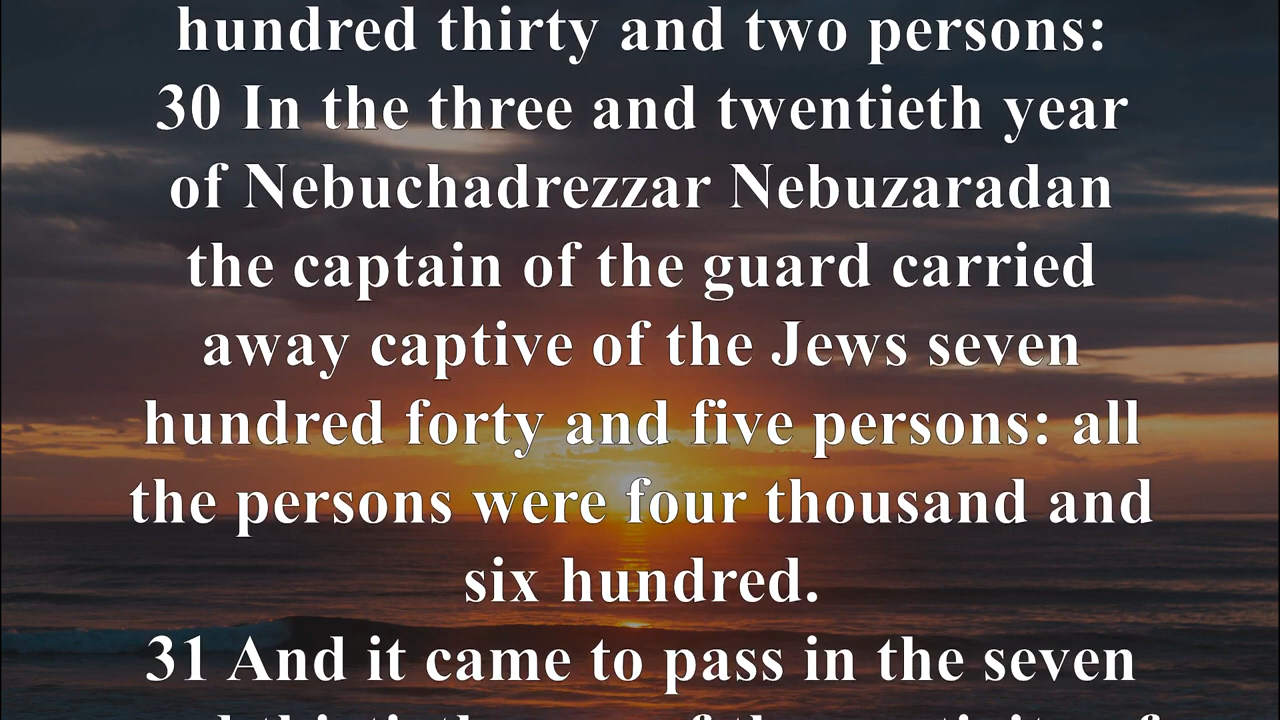 hundred thirty and two persons:
30 In the three and twentieth year
of Nebuchadrezzar Nebuzaradan
the captain of the guard carried
away captive of the Jews seven
hundred forty and five persons: all
the persons were four thousand and
six hundred.
31 And it came to pass in the seven